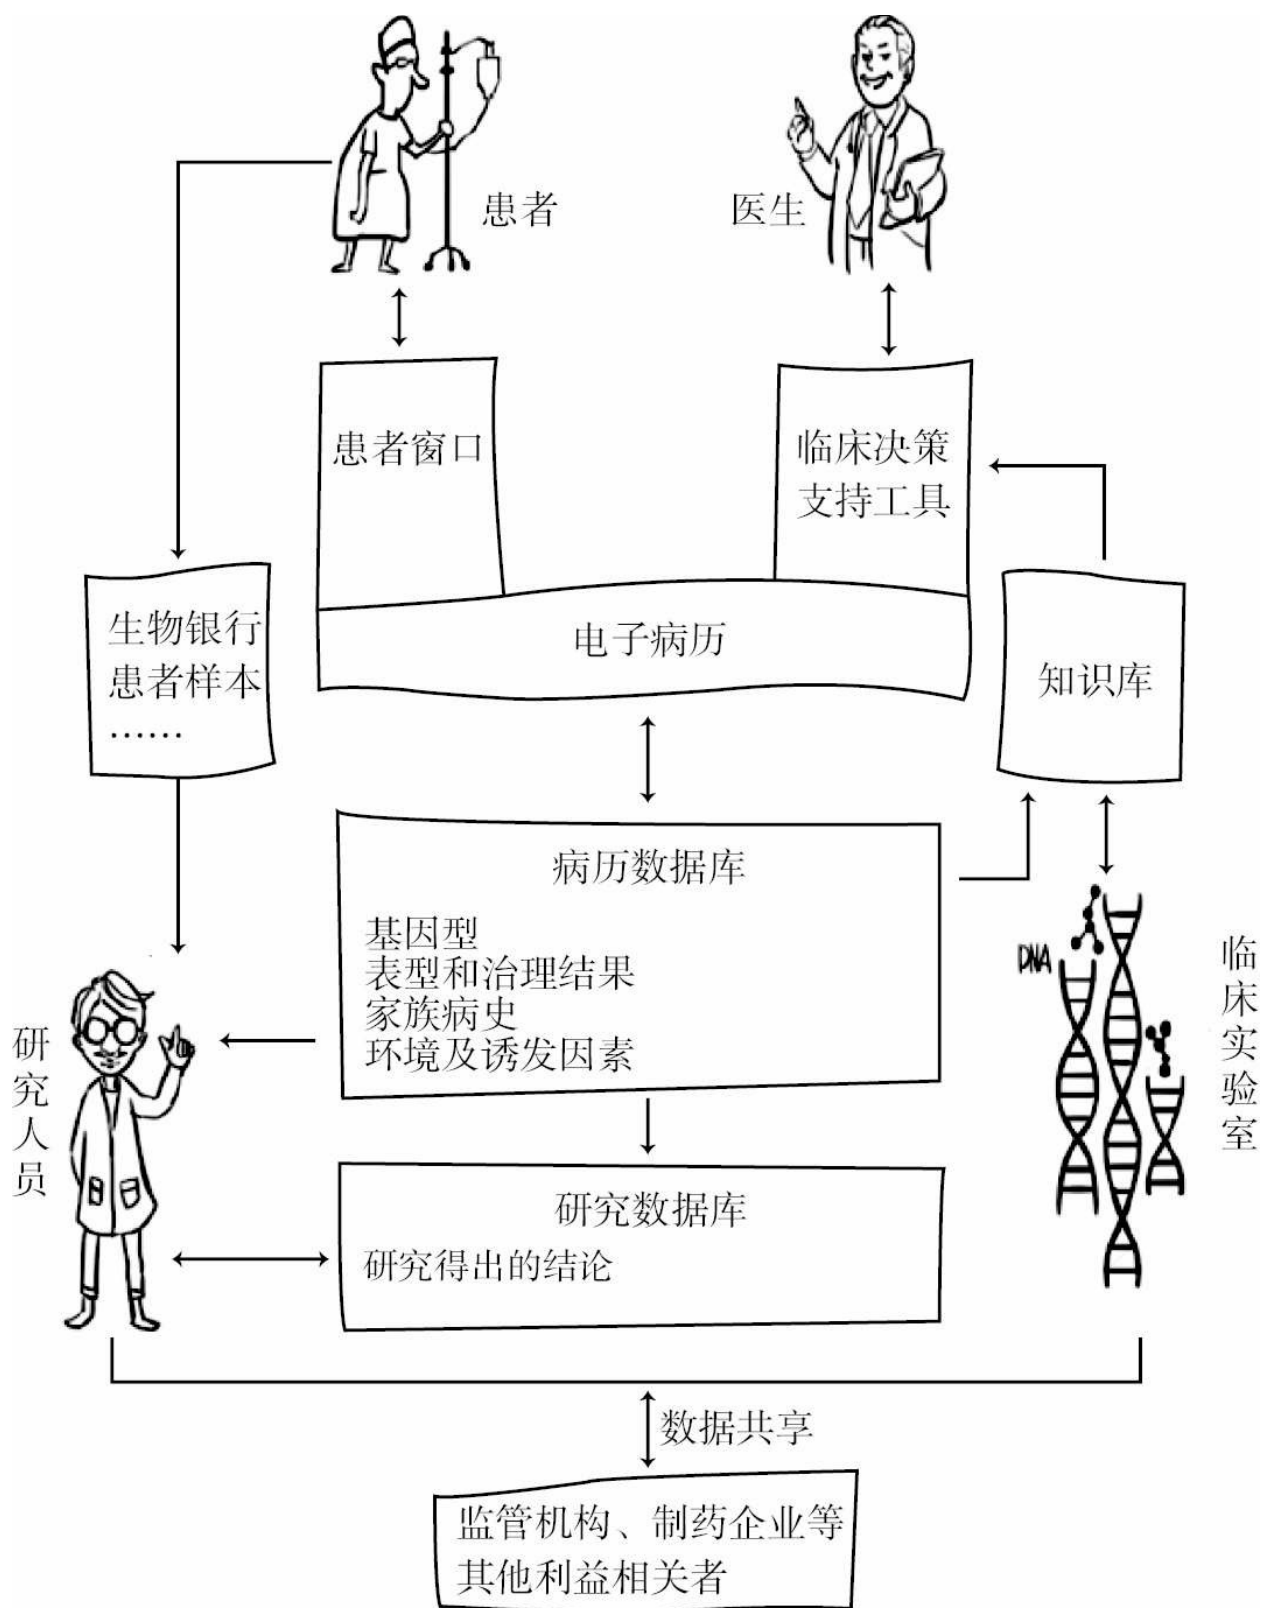 患者
医生
患者窗口
临床决策
支持工具
生物银行
患者样本
……
电子病历
知识库
病历数据库
基因型
表型和治理结果
家族病史
环境及诱发因素
DNA
临床实验室
研究人员
研究数据库
研究得出的结论
数据共享
监管机构、制药企业等
其他利益相关者